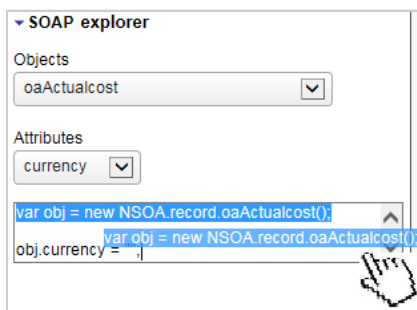 SOAP explorer
Objects
oaActualcost
Attributes
currency
var obj = new NSOA.record.oaActualcost();
var obj = new NSOA.record.oaActualcost();
obj.currency = "";